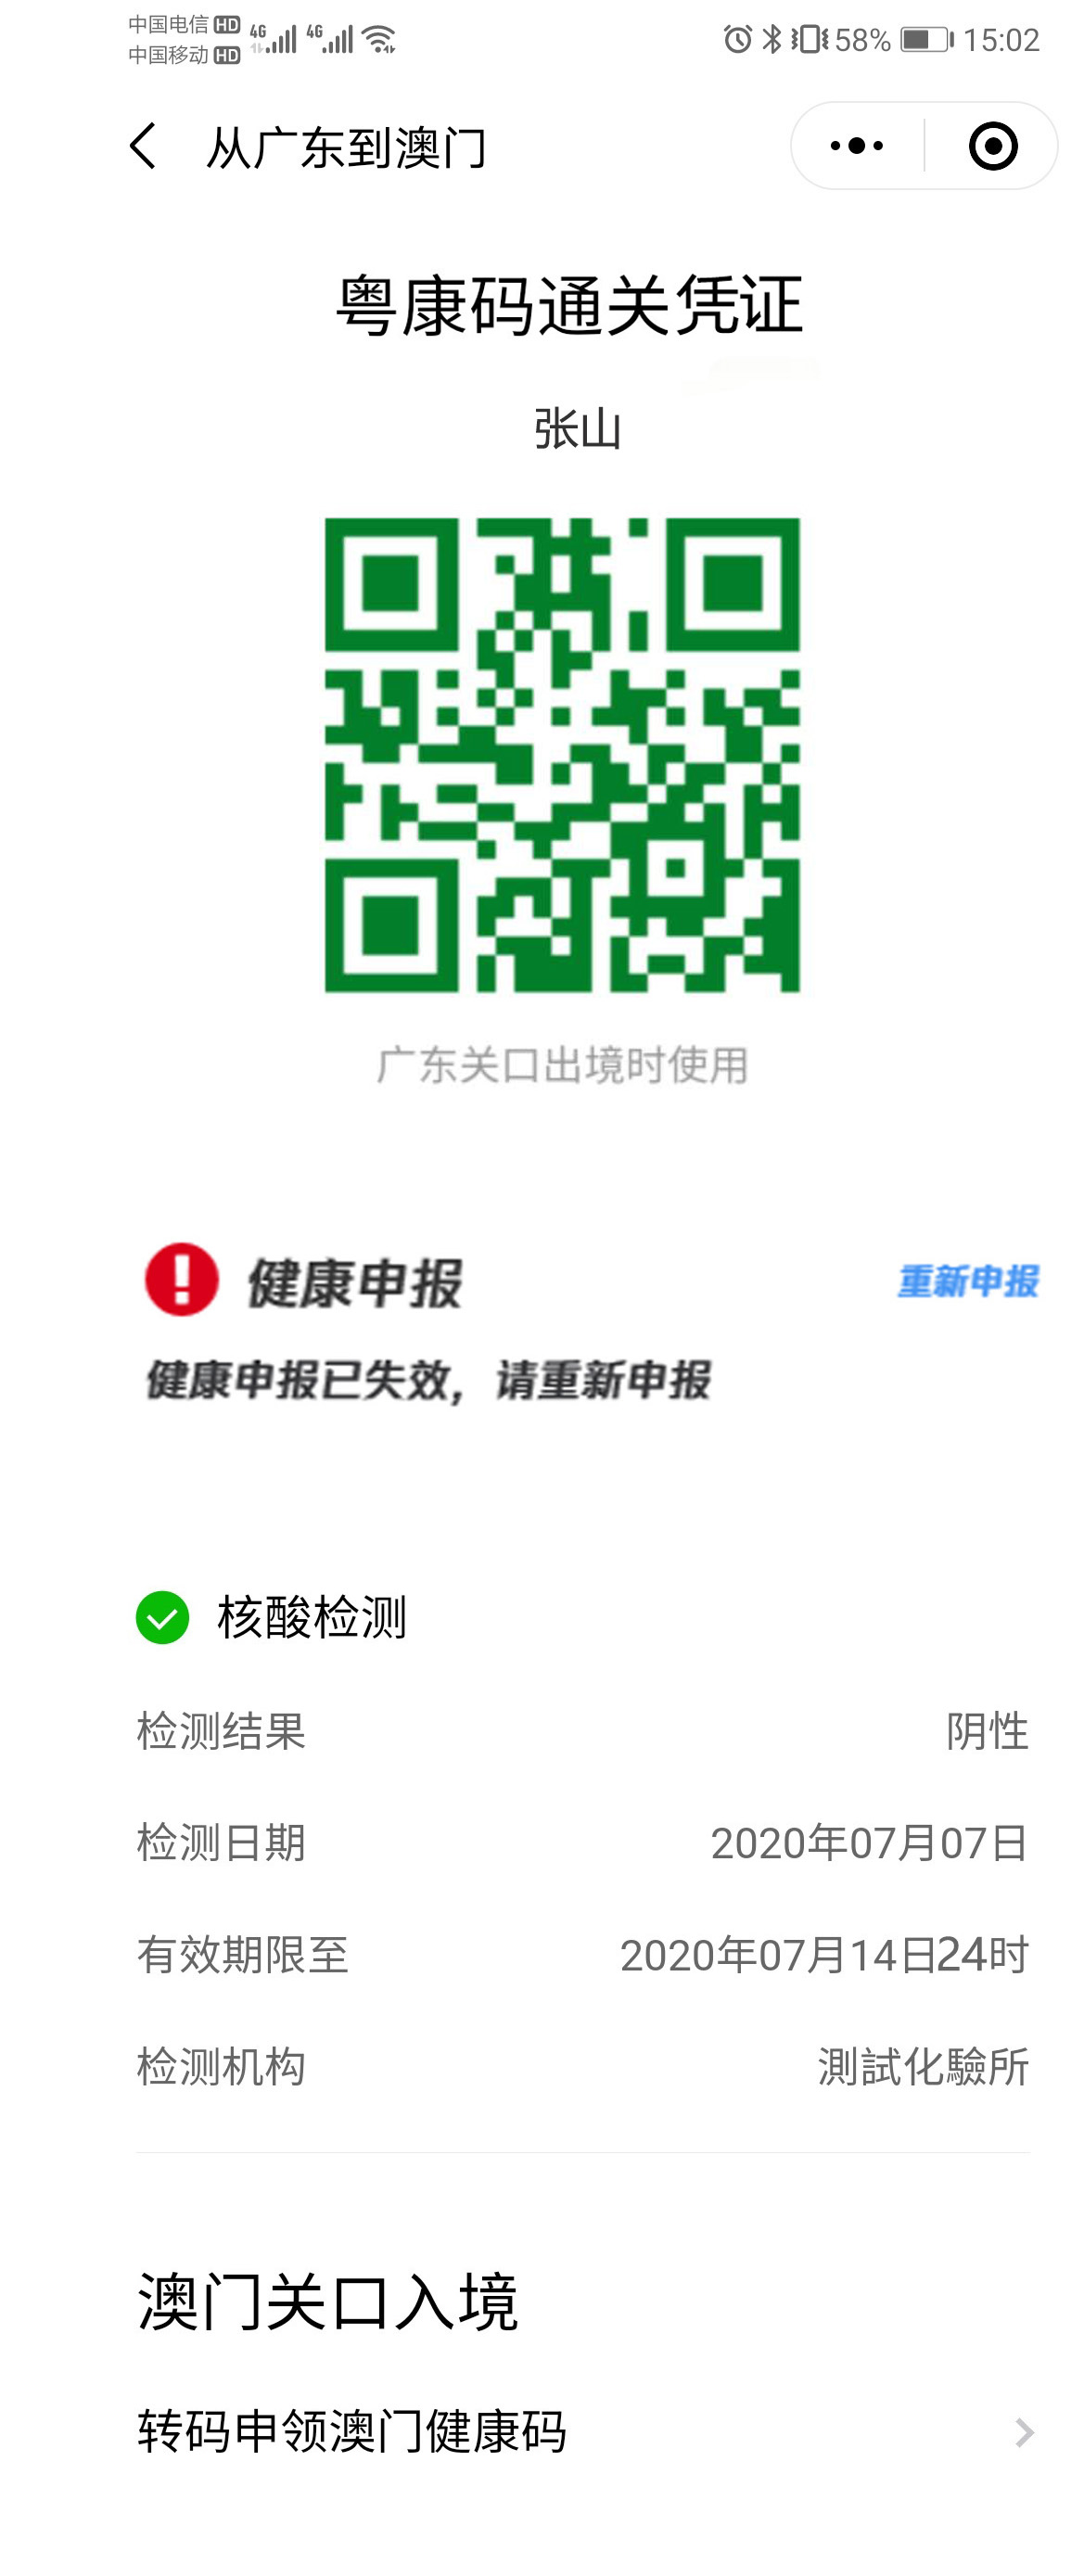 中国电信 HD 4G 4G 58% 15:02
中国移动 HD
从广东到澳门
粤康码通关凭证
张山
广东关口出境时使用
健康申报 重新申报
健康申报已失效，请重新申报
核酸检测
检测结果 阴性
检测日期 2020年07月07日
有效期限至 2020年07月14日24时
检测机构 測試化驗所
澳门关口入境
转码申领澳门健康码